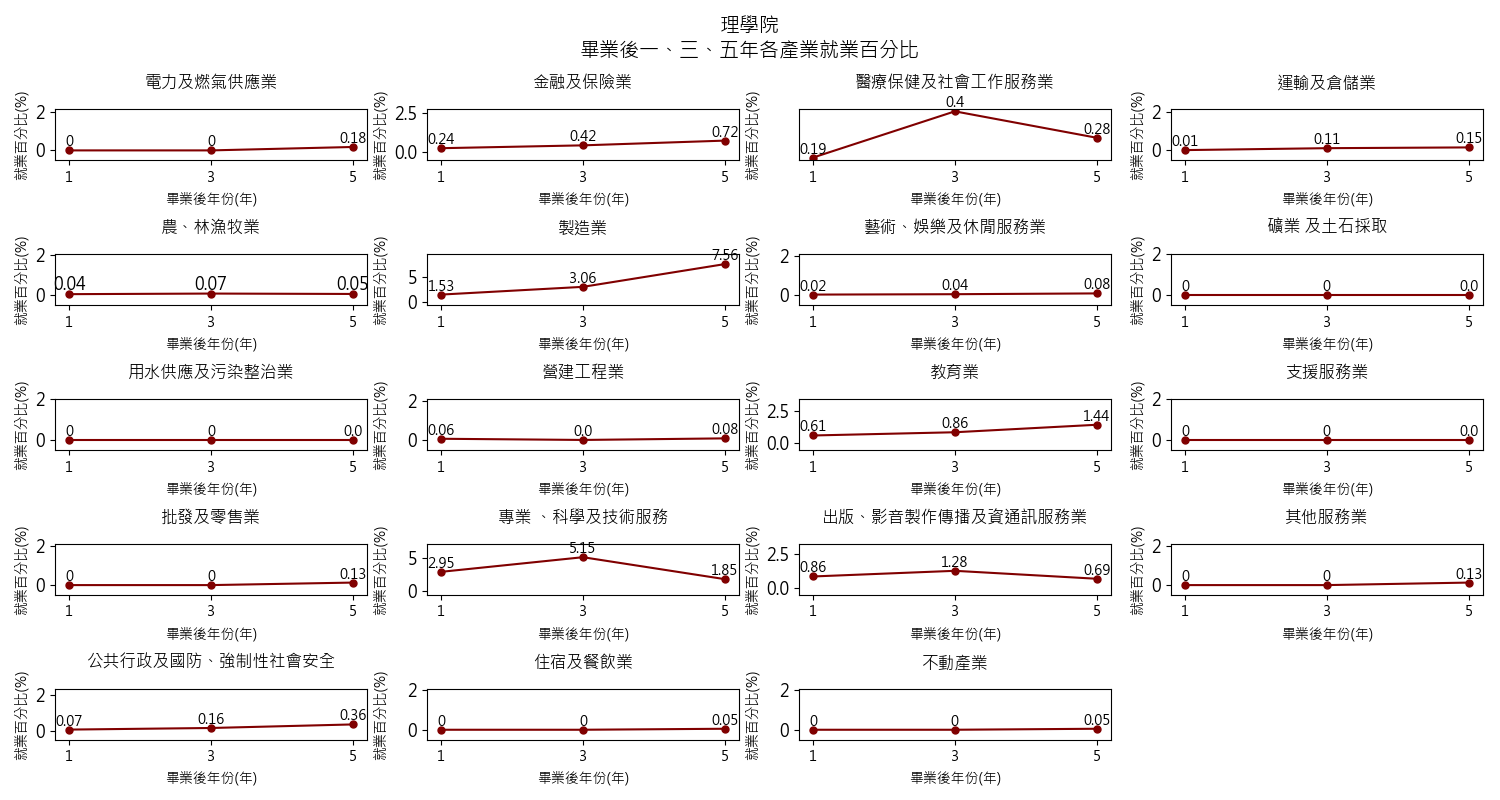 理學院
畢業後一、三、五年各產業就業百分比
電力及燃氣供應業
就業百分比(%)
2
0
0
0
0.18
1
3
5
畢業後年份(年)
金融及保險業
就業百分比(%)
2.5
0.0
0.24
0.42
0.72
1
3
5
畢業後年份(年)
醫療保健及社會工作服務業
就業百分比(%)
0.19
0.4
0.28
1
3
5
畢業後年份(年)
運輸及倉儲業
就業百分比(%)
2
0
0.01
0.11
0.15
1
3
5
畢業後年份(年)
農、林漁牧業
就業百分比(%)
2
0
0.04
0.07
0.05
1
3
5
畢業後年份(年)
製造業
就業百分比(%)
5
0
1.53
3.06
7.56
1
3
5
畢業後年份(年)
藝術、娛樂及休閒服務業
就業百分比(%)
2
0
0.02
0.04
0.08
1
3
5
畢業後年份(年)
礦業 及土石採取
就業百分比(%)
2
0
0
0
0.0
1
3
5
畢業後年份(年)
用水供應及污染整治業
就業百分比(%)
2
0
0
0
0.0
1
3
5
畢業後年份(年)
營建工程業
就業百分比(%)
2
0
0.06
0.0
0.08
1
3
5
畢業後年份(年)
教育業
就業百分比(%)
2.5
0.0
0.61
0.86
1.44
1
3
5
畢業後年份(年)
支援服務業
就業百分比(%)
2
0
0
0
0.0
1
3
5
畢業後年份(年)
批發及零售業
就業百分比(%)
2
0
0
0
0.13
1
3
5
畢業後年份(年)
專業 、科學及技術服務
就業百分比(%)
5
0
2.95
5.15
1.85
1
3
5
畢業後年份(年)
出版、影音製作傳播及資通訊服務業
就業百分比(%)
2.5
0.0
0.86
1.28
0.69
1
3
5
畢業後年份(年)
其他服務業
就業百分比(%)
2
0
0
0
0.13
1
3
5
畢業後年份(年)
公共行政及國防、強制性社會安全
就業百分比(%)
2
0
0.07
0.16
0.36
1
3
5
畢業後年份(年)
住宿及餐飲業
就業百分比(%)
2
0
0
0
0.05
1
3
5
畢業後年份(年)
不動產業
就業百分比(%)
2
0
0
0
0.05
1
3
5
畢業後年份(年)